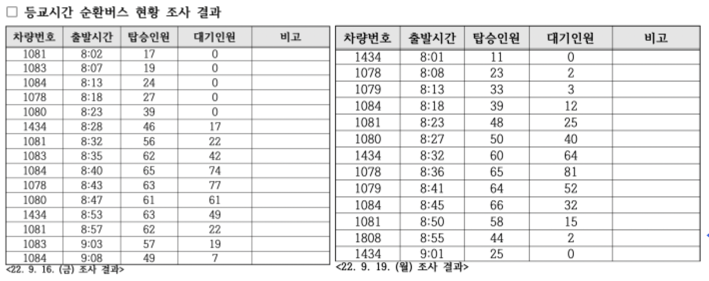 □ 등교시간 순환버스 현황 조사 결과
차량번호 출발시간 탑승인원 대기인원 비고
1081 8:02 17 0
1083 8:07 19 0
1084 8:13 24 0
1078 8:18 27 0
1080 8:23 39 0
1434 8:28 46 17
1081 8:32 56 22
1083 8:35 62 42
1084 8:40 65 74
1078 8:43 63 77
1080 8:47 61 61
1434 8:53 63 49
1081 8:57 62 22
1083 9:03 57 19
1084 9:08 49 7
<22. 9. 16. (금) 조사 결과>
차량번호 출발시간 탑승인원 대기인원 비고
1434 8:01 11 0
1078 8:08 23 2
1079 8:13 33 3
1084 8:18 39 12
1081 8:23 48 25
1080 8:27 50 40
1434 8:32 60 64
1078 8:36 65 81
1079 8:41 64 52
1084 8:45 66 32
1081 8:50 58 15
1808 8:55 44 2
1434 9:01 25 0
<22. 9. 19. (월) 조사 결과>